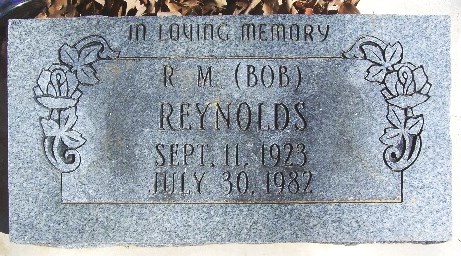 IN LOVING MEMORY
R. M. (BOB)
REYNOLDS
SEPT. 11, 1923
JULY 30, 1982